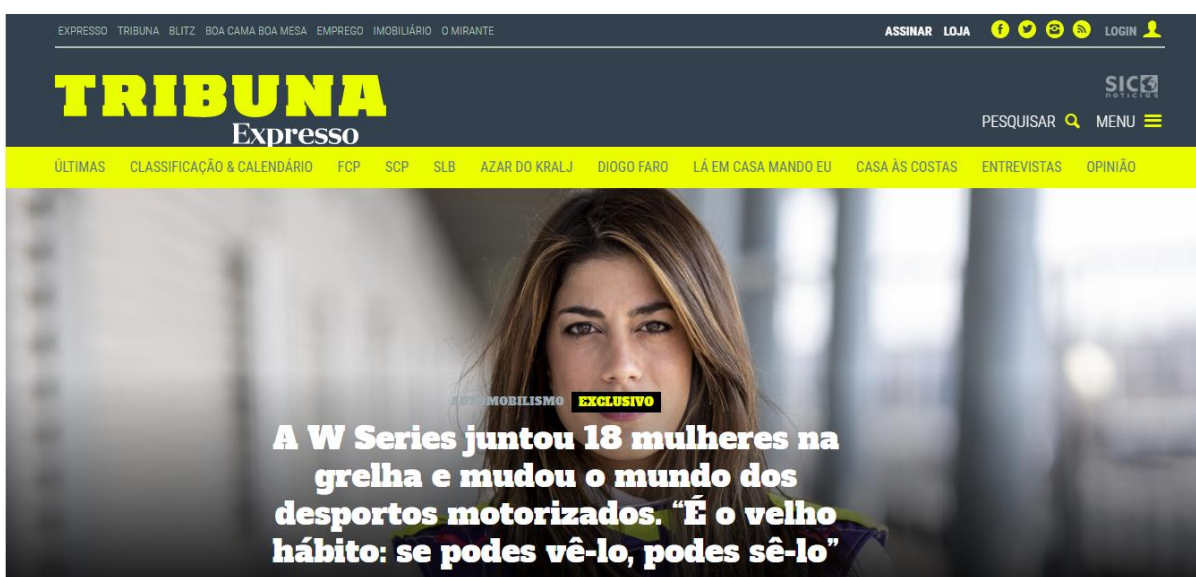 EXPRESSO TRIBUNA BLITZ BOA CAMA BOA MESA EMPREGO IMOBILIÁRIO O MIRANTE ASSINAR LOJA LOGIN
TRIBUNA
Expresso
SIC
NOTÍCIAS
PESQUISAR MENU
ÚLTIMAS CLASSIFICAÇÃO & CALENDÁRIO FCP SCP SLB AZAR DO KRALJ DIOGO FARO LÁ EM CASA MANDO EU CASA ÀS COSTAS ENTREVISTAS OPINIÃO
AUTOMOBILISMO EXCLUSIVO
A W Series juntou 18 mulheres na
grelha e mudou o mundo dos
desportos motorizados. “É o velho
hábito: se podes vê-lo, podes sê-lo”